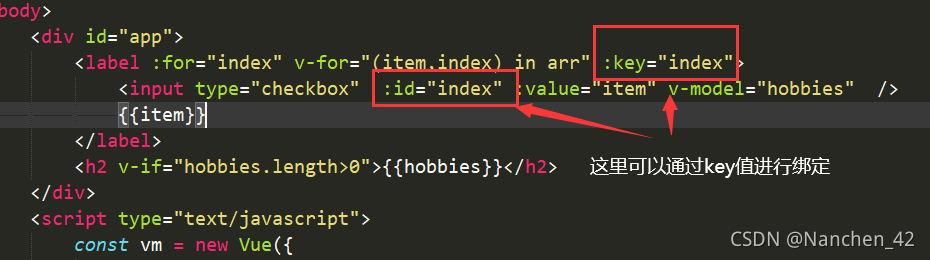 body>
<div id="app">
<label :for="index" v-for="(item.index) in arr" :key="index">
<input type="checkbox" :id="index" :value="item" v-model="hobbies" />
{{item}}
</label>
<h2 v-if="hobbies.length>0">{{hobbies}}</h2> 这里可以通过key值进行绑定
</div>
<script type="text/javascript">
const vm = new Vue({
CSDN @Nanchen_42